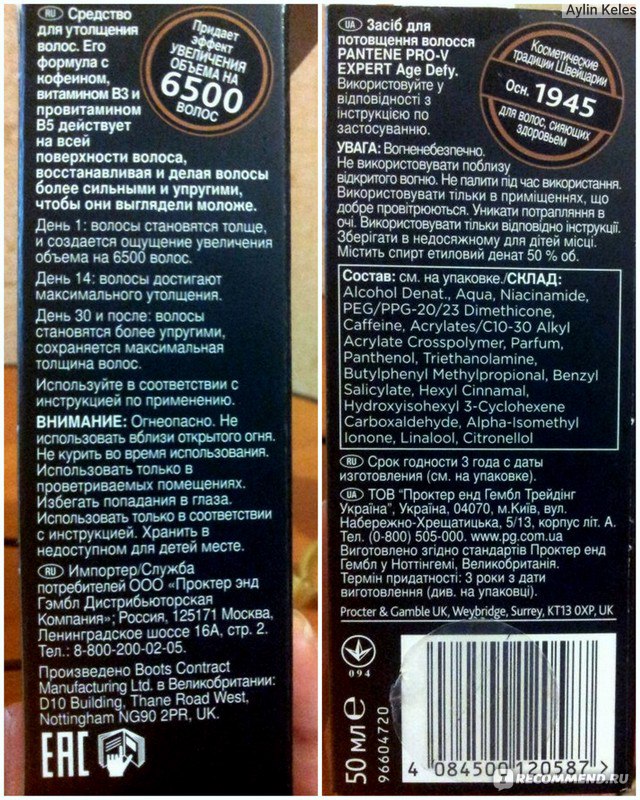 RU Средство
для утолщения
волос. Его
формула с
кофеином,
витамином В3 и
провитамином
В5 действует
на всей
поверхности волоса,
восстанавливая и делая волосы
более сильными и упругими,
чтобы они выглядели моложе.
Придает
эффект
УВЕЛИЧЕНИЯ
ОБЪЕМА НА
6500
ВОЛОС
День 1: волосы становятся толще,
и создается ощущение увеличения
объема на 6500 волос.
День 14: волосы достигают
максимального утолщения.
День 30 и после: волосы
становятся более упругими,
сохраняется максимальная
толщина волос.
Используйте в соответствии с
инструкцией по применению.
ВНИМАНИЕ: Огнеопасно. Не
использовать вблизи открытого огня.
Не курить во время использования.
Использовать только в
проветриваемых помещениях.
Избегать попадания в глаза.
Использовать только в соответствии
с инструкцией. Хранить в
недоступном для детей месте.
RU Импортер/Служба
потребителей ООО «Проктер энд
Гэмбл Дистрибьюторская
Компания»; Россия, 125171 Москва,
Ленинградское шоссе 16А, стр. 2.
Тел.: 8-800-200-02-05.
Произведено Boots Contract
Manufacturing Ltd. в Великобритании:
D10 Building, Thane Road West,
Nottingham NG90 2PR, UK.
EAC
Aylin Keles
UA Засіб для
потовщення волосся
PANTENE PRO-V
EXPERT Age Defy.
Використовуйте у
відповідності з
інструкцією по
застосуванню.
Косметические
традиции Швейцарии
Осн. 1945
для волос, сияющих
здоровьем
УВАГА: Вогненебезпечно.
Не використовувати поблизу
відкритого вогню. Не палити під час використання.
Використовувати тільки в приміщеннях, що
добре провітрюються. Уникати потрапляння в
очі. Використовувати тільки відповідно інструкції.
Зберігати в недосяжному для дітей місці.
Містить спирт етиловий денат 50 % об.
Состав: см. на упаковке./СКЛАД:
Alcohol Denat., Aqua, Niacinamide,
PEG/PPG-20/23 Dimethicone,
Caffeine, Acrylates/C10-30 Alkyl
Acrylate Crosspolymer, Parfum,
Panthenol, Triethanolamine,
Butylphenyl Methylpropional, Benzyl
Salicylate, Hexyl Cinnamal,
Hydroxyisohexyl 3-Cyclohexene
Carboxaldehyde, Alpha-Isomethyl
Ionone, Linalool, Citronellol
RU Срок годности 3 года с даты
изготовления (см. на упаковке).
UA ТОВ "Проктер енд Гембл Трейдінг
Україна", Україна, 04070, м.Київ, вул.
Набережно-Хрещатицька, 5/13, корпус літ. А.
Тел. (0-800) 505-000. www.pg.com.ua
Виготовлено згідно стандартів Проктер енд
Гембл у Ноттінгемі, Великобританія.
Термін придатності: 3 роки з дати
виготовлення (див. на упаковці).
Procter & Gamble UK, Weybridge, Surrey, KT13 0XP, UK
094
50 мл e
96604720
4 084500 120587 >
RECOMMEND.RU